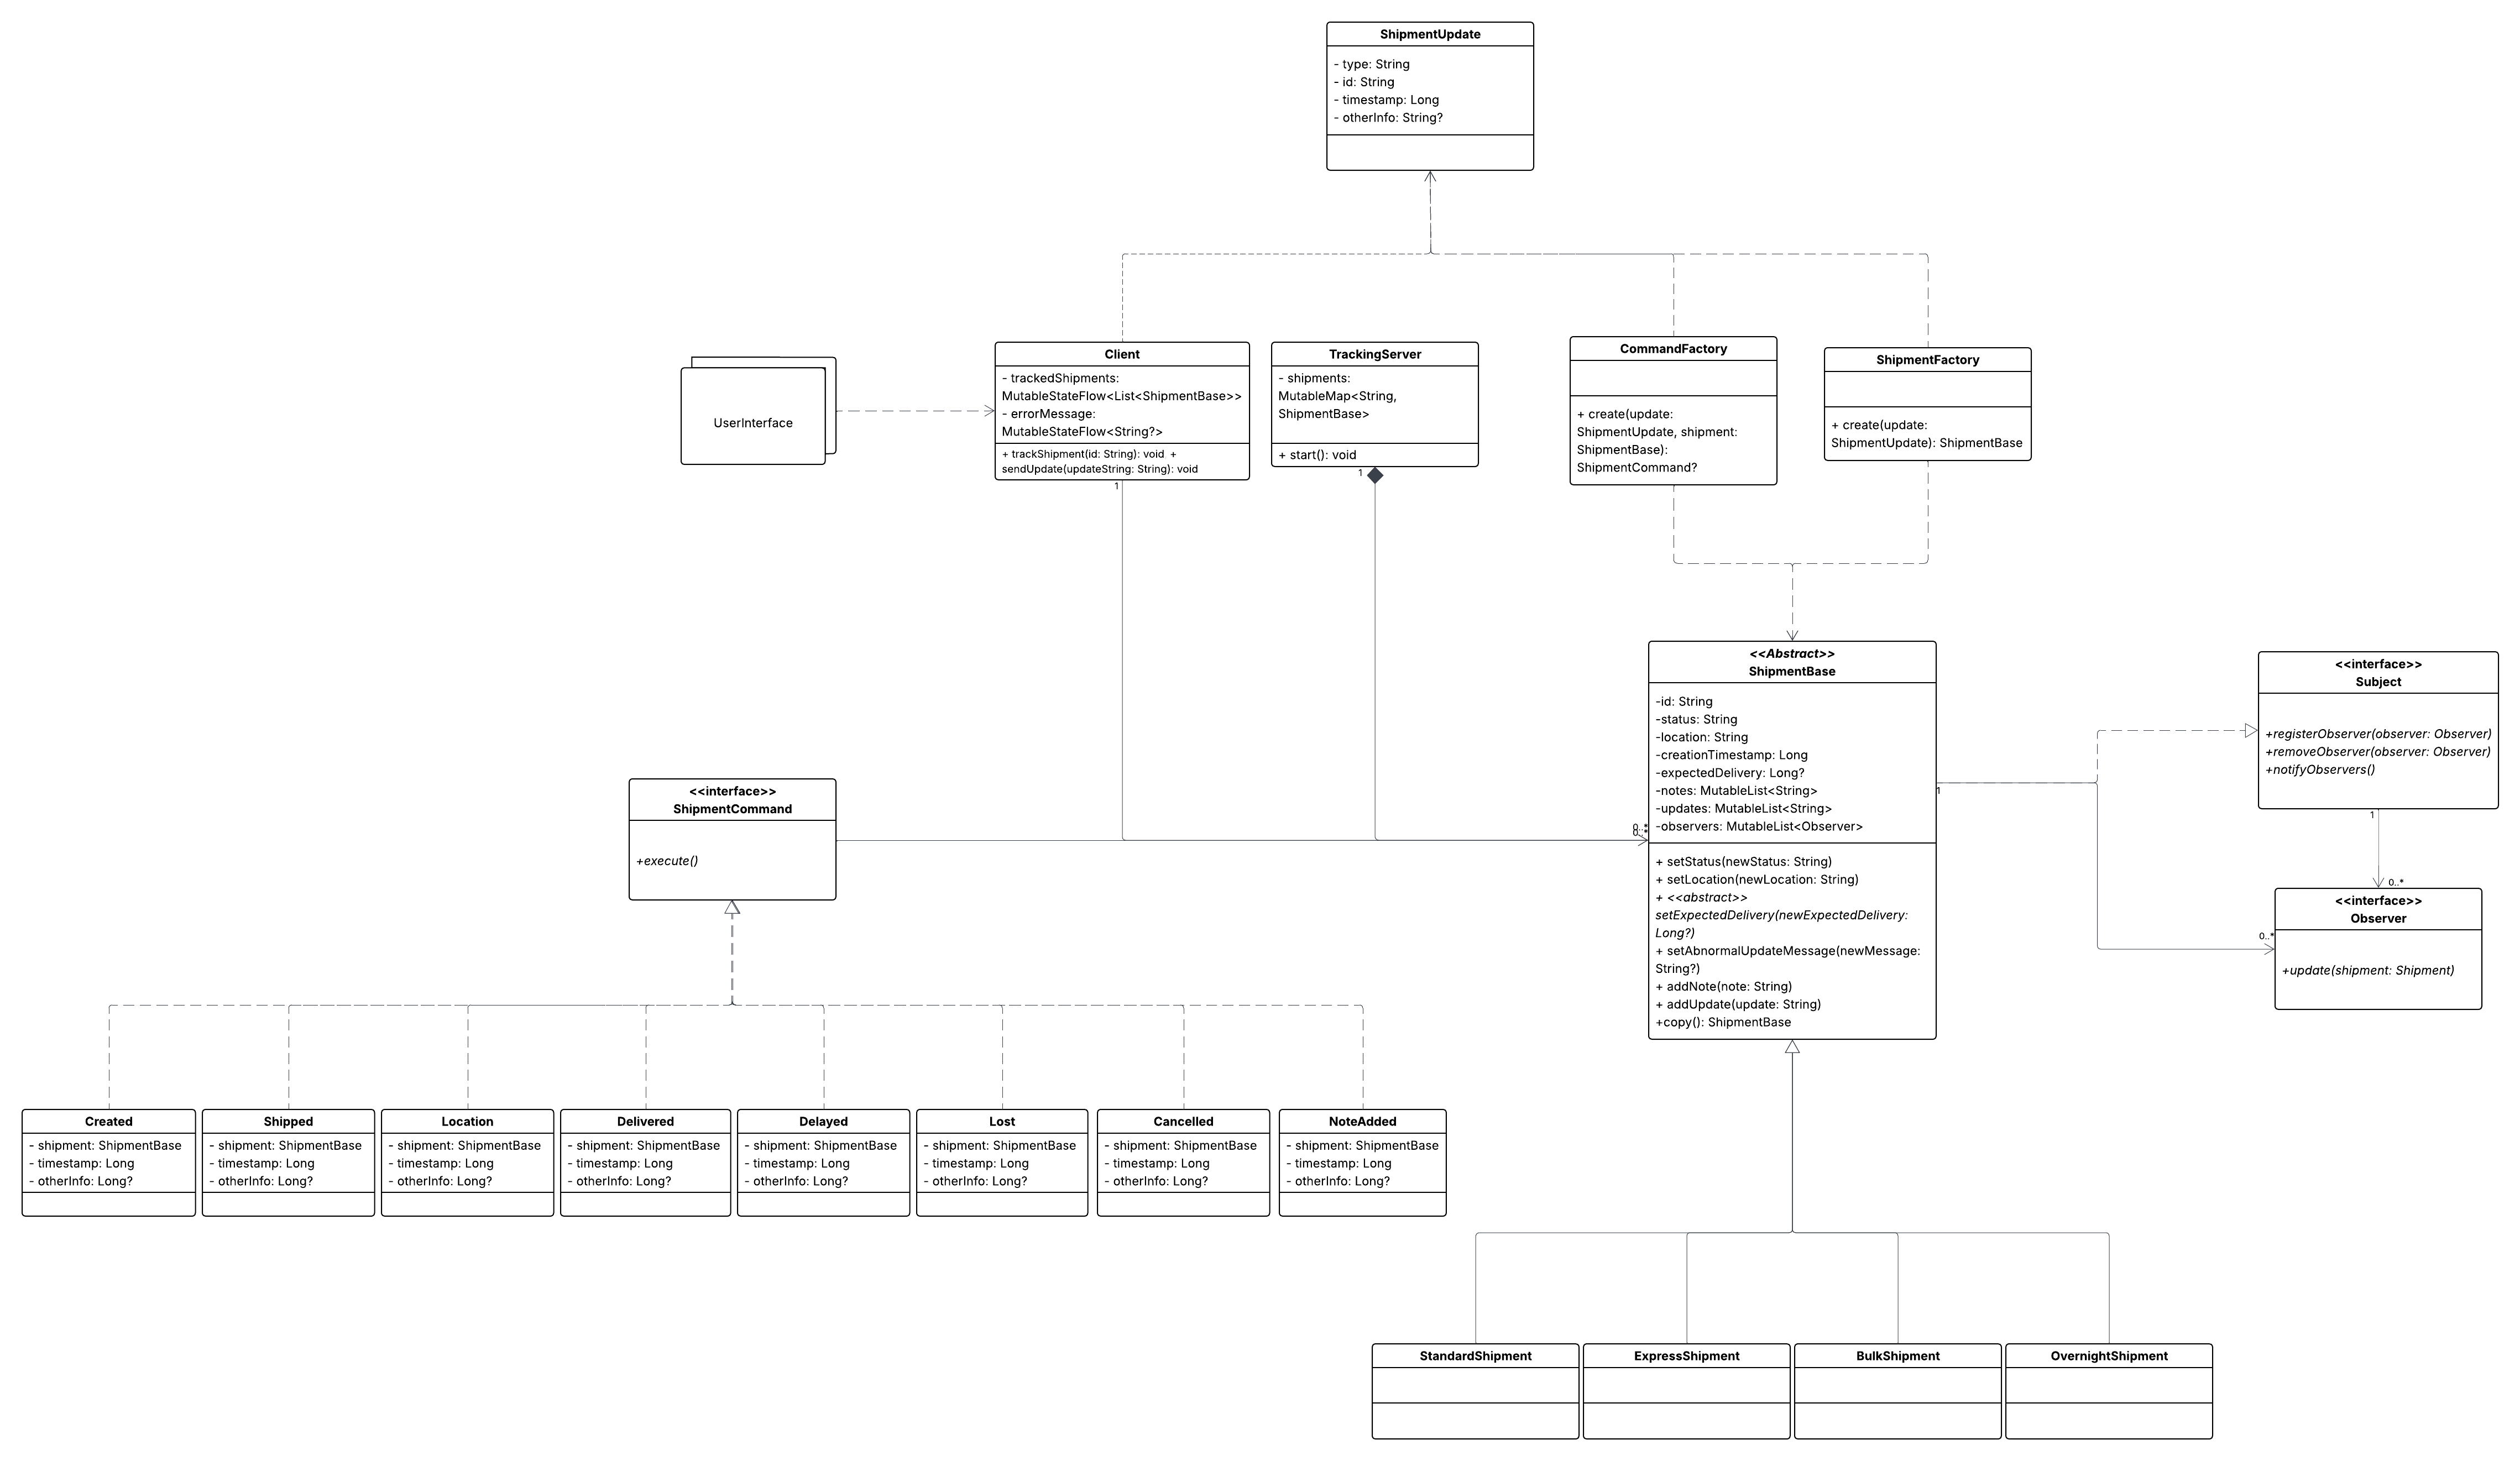 ShipmentUpdate
- type: String
- id: String
- timestamp: Long
- otherInfo: String?
UserInterface
Client
- trackedShipments:
MutableStateFlow<List<ShipmentBase>>
- errorMessage:
MutableStateFlow<String?>
+ trackShipment(id: String): void +
sendUpdate(updateString: String): void
1
TrackingServer
- shipments:
MutableMap<String,
ShipmentBase>
+ start(): void
1
CommandFactory
+ create(update:
ShipmentUpdate, shipment:
ShipmentBase):
ShipmentCommand?
ShipmentFactory
+ create(update:
ShipmentUpdate): ShipmentBase
<<Abstract>>
ShipmentBase
-id: String
-status: String
-location: String
-creationTimestamp: Long
-expectedDelivery: Long?
-notes: MutableList<String>
-updates: MutableList<String>
-observers: MutableList<Observer>
+ setStatus(newStatus: String)
+ setLocation(newLocation: String)
+ <<abstract>>
setExpectedDelivery(newExpectedDelivery:
Long?)
+ setAbnormalUpdateMessage(newMessage:
String?)
+ addNote(note: String)
+ addUpdate(update: String)
+copy(): ShipmentBase
0..*
0..*
1
<<interface>>
Subject
+registerObserver(observer: Observer)
+removeObserver(observer: Observer)
+notifyObservers()
1
0..*
0..*
<<interface>>
Observer
+update(shipment: Shipment)
<<interface>>
ShipmentCommand
+execute()
Created
- shipment: ShipmentBase
- timestamp: Long
- otherInfo: Long?
Shipped
- shipment: ShipmentBase
- timestamp: Long
- otherInfo: Long?
Location
- shipment: ShipmentBase
- timestamp: Long
- otherInfo: Long?
Delivered
- shipment: ShipmentBase
- timestamp: Long
- otherInfo: Long?
Delayed
- shipment: ShipmentBase
- timestamp: Long
- otherInfo: Long?
Lost
- shipment: ShipmentBase
- timestamp: Long
- otherInfo: Long?
Cancelled
- shipment: ShipmentBase
- timestamp: Long
- otherInfo: Long?
NoteAdded
- shipment: ShipmentBase
- timestamp: Long
- otherInfo: Long?
StandardShipment
ExpressShipment
BulkShipment
OvernightShipment